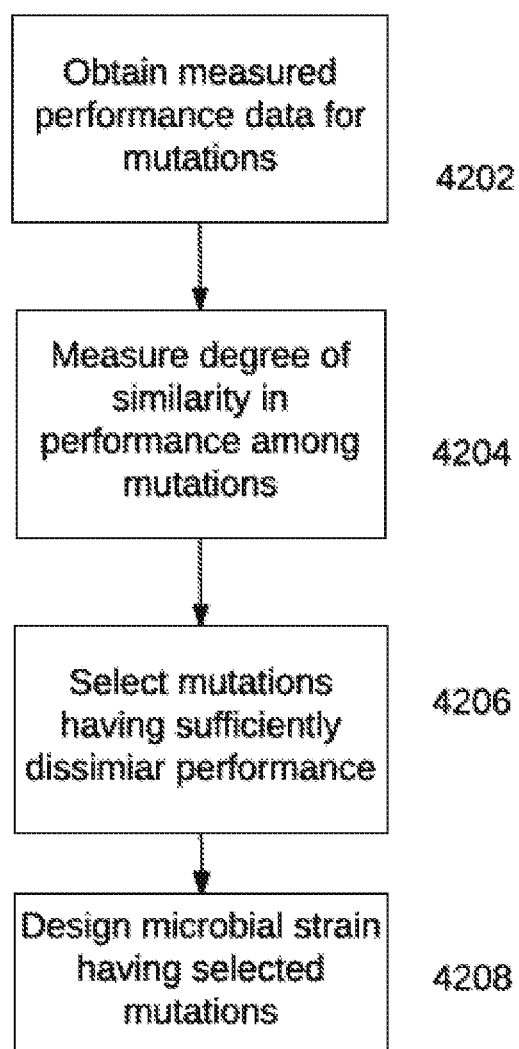 Obtain measured
performance data for
mutations
4202
Measure degree of
similarity in
performance among
mutations
4204
Select mutations
having sufficiently
dissimiar performance
4206
Design microbial strain
having selected
mutations
4208